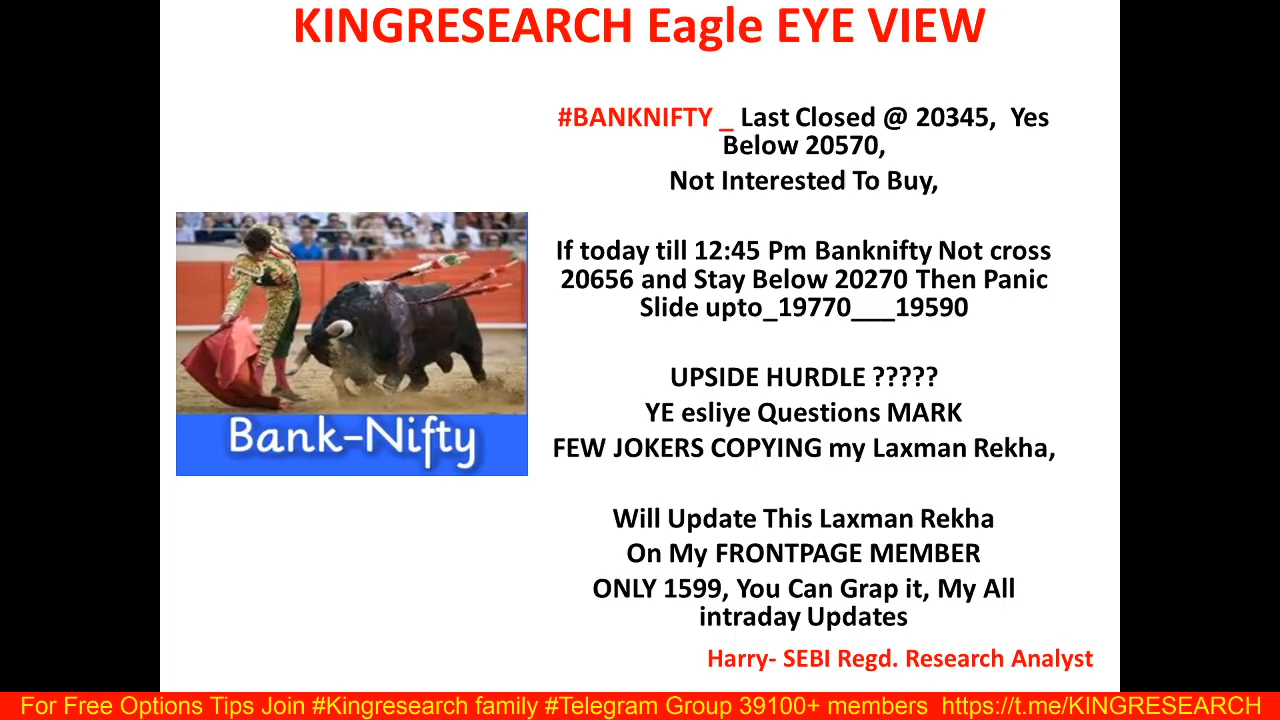 KINGRESEARCH Eagle EYE VIEW
#BANKNIFTY _ Last Closed @ 20345, Yes
Below 20570,
Not Interested To Buy,
If today till 12:45 Pm Banknifty Not cross
20656 and Stay Below 20270 Then Panic
Slide upto_19770___19590
UPSIDE HURDLE ?????
YE esliye Questions MARK
FEW JOKERS COPYING my Laxman Rekha,
Will Update This Laxman Rekha
On My FRONTPAGE MEMBER
ONLY 1599, You Can Grap it, My All
intraday Updates
Bank-Nifty
Harry- SEBI Regd. Research Analyst
For Free Options Tips Join #Kingresearch family #Telegram Group 39100+ members https://t.me/KINGRESEARCH